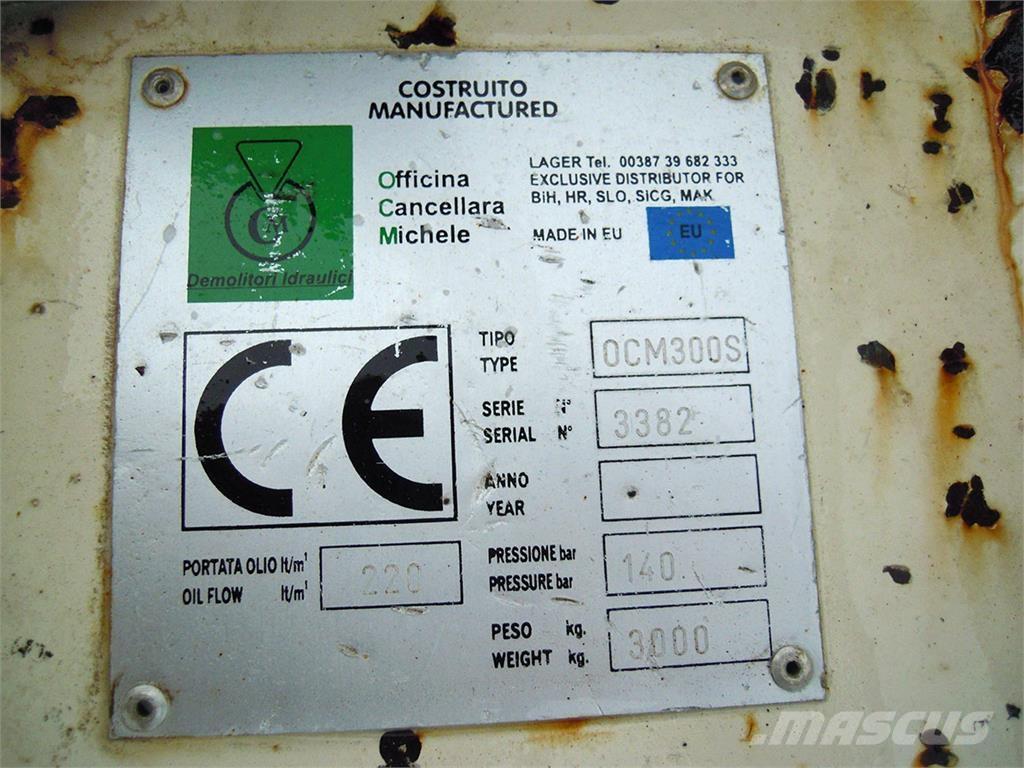 COSTRUITO
MANUFACTURED
Demolitori Idraulici
Officina
Cancellara
Michele
LAGER Tel. 00387 39 682 333
EXCLUSIVE DISTRIBUTOR FOR
BiH, HR, SLO, SiCG, MAK
MADE IN EU
EU
CE
TIPO
TYPE OCM300S
SERIE N°
SERIAL N° 3382
ANNO
YEAR
PORTATA OLIO lt/m¹
OIL FLOW lt/m¹ 220
PRESSIONE bar
PRESSURE bar 140
PESO kg.
WEIGHT kg. 3000
MASCUS